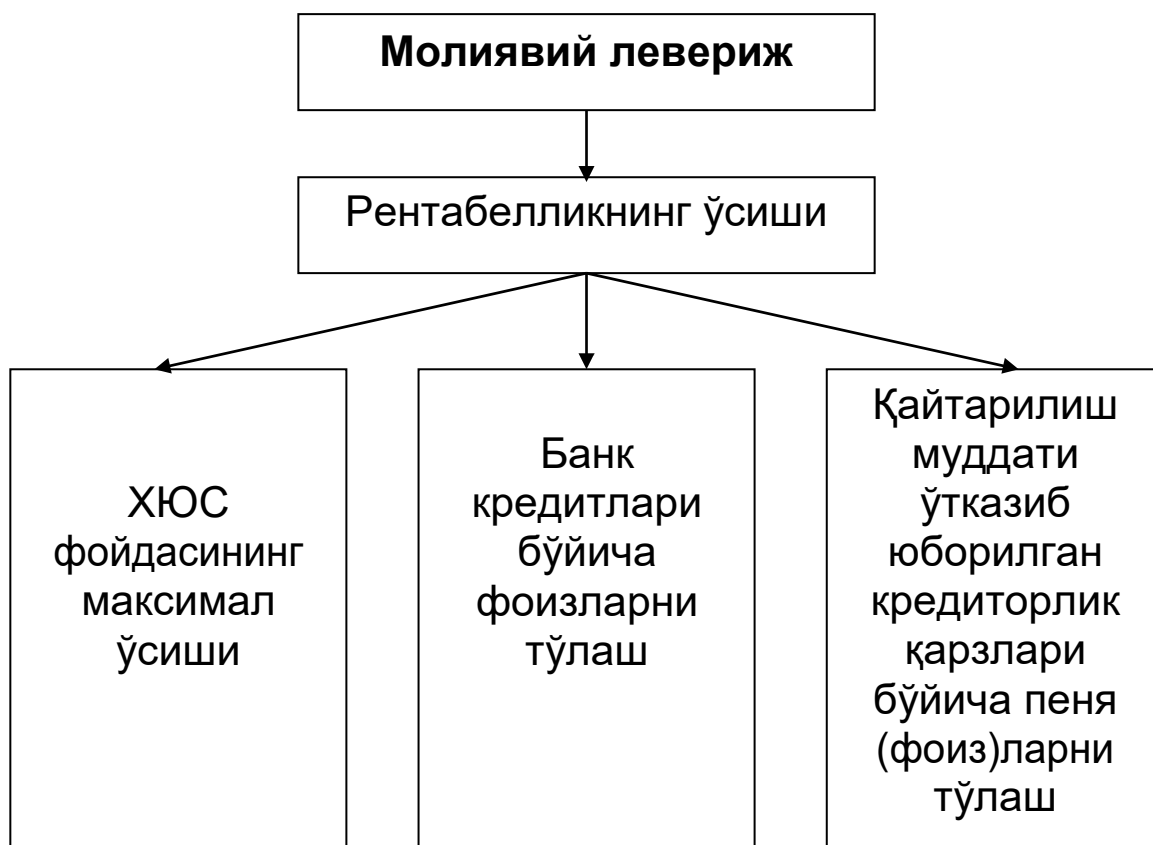 Молиявий левериж
Рентабелликнинг ўсиши
ХЮС
фойдасининг
максимал
ўсиши
Банк
кредитлари
бўйича
фоизларни
тўлаш
Қайтарилиш
муддати
ўтказиб
юборилган
кредиторлик
қарзлари
бўйича пеня
(фоиз)ларни
тўлаш